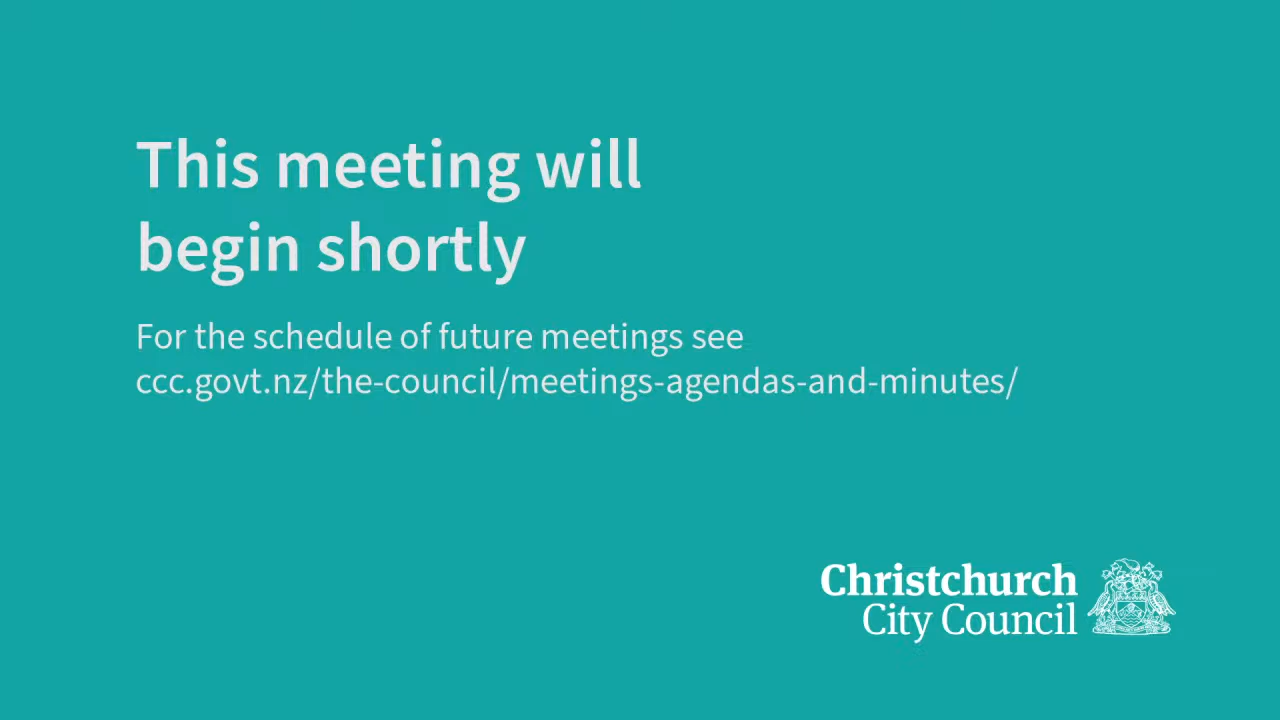 This meeting will
begin shortly
For the schedule of future meetings see
ccc.govt.nz/the-council/meetings-agendas-and-minutes/
Christchurch
City Council